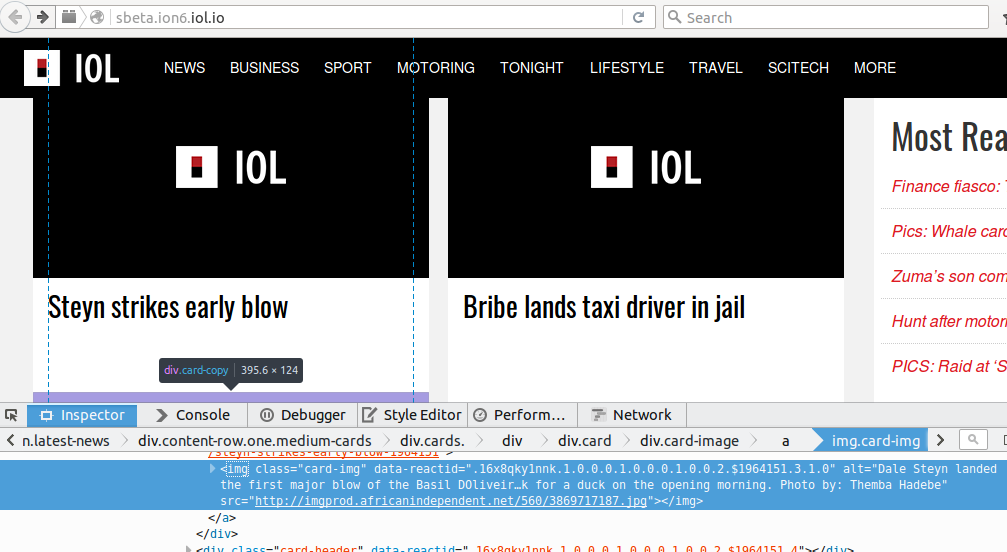 sbeta.ion6.iol.io
Search
IOL
NEWS BUSINESS SPORT MOTORING TONIGHT LIFESTYLE TRAVEL SCITECH MORE
IOL
IOL
Steyn strikes early blow
Bribe lands taxi driver in jail
Most Rea
Finance fiasco: T
Pics: Whale card
Zuma's son com
Hunt after motori
PICS: Raid at 'S
div.card-copy | 395.6 × 124
Inspector Console Debugger Style Editor Perform… Network
n.latest-news div.content-row.one.medium-cards div.cards. div div.card div.card-image a img.card-img
/steyn-strikes-early-blow-1964151">
<img class="card-img" data-reactid=".16x8qky1nnk.1.0.0.0.1.0.0.0.1.0.0.2.$1964151.3.1.0" alt="Dale Steyn landed
the first major blow of the Basil DOliveir…k for a duck on the opening morning. Photo by: Themba Hadebe"
src="http://imgprod.africanindependent.net/560/3869717187.jpg"></img>
</a>
</div>
<div class="card-header" data-reactid=".16x8qky1nnk.1.0.0.0.1.0.0.0.1.0.0.2.$1964151.4"></div>